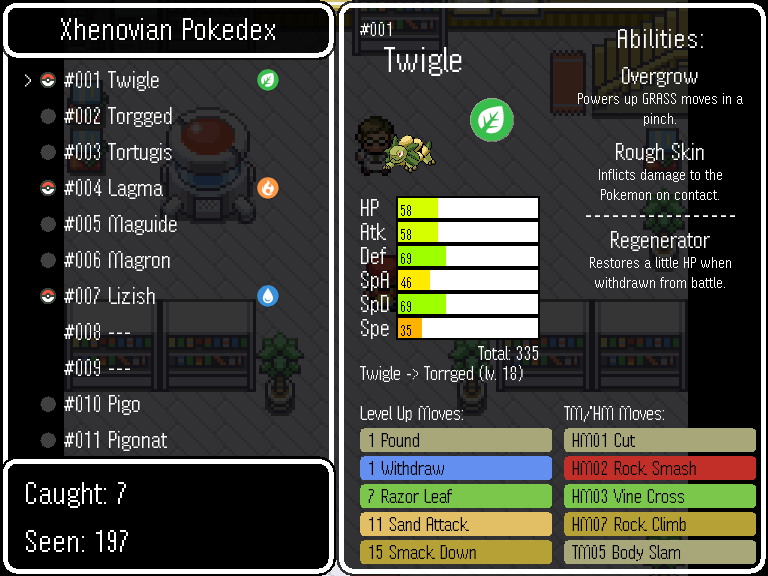 Xhenovian Pokedex
> #001 Twigle
#002 Torgged
#003 Tortugis
#004 Lagma
#005 Maguide
#006 Magron
#007 Lizish
#008 ---
#009 ---
#010 Pigo
#011 Pigonat
Caught: 7
Seen: 197
#001
Twigle
HP 58
Atk 58
Def 69
SpA 46
SpD 69
Spe 35
Total: 335
Twigle -> Torrged (lv. 18)
Abilities:
Overgrow
Powers up GRASS moves in a
pinch.
Rough Skin
Inflicts damage to the
Pokemon on contact.
Regenerator
Restores a little HP when
withdrawn from battle.
Level Up Moves:
1 Pound
1 Withdraw
7 Razor Leaf
11 Sand Attack
15 Smack Down
TM/HM Moves:
HM01 Cut
HM02 Rock Smash
HM03 Vine Cross
HM07 Rock Climb
TM05 Body Slam